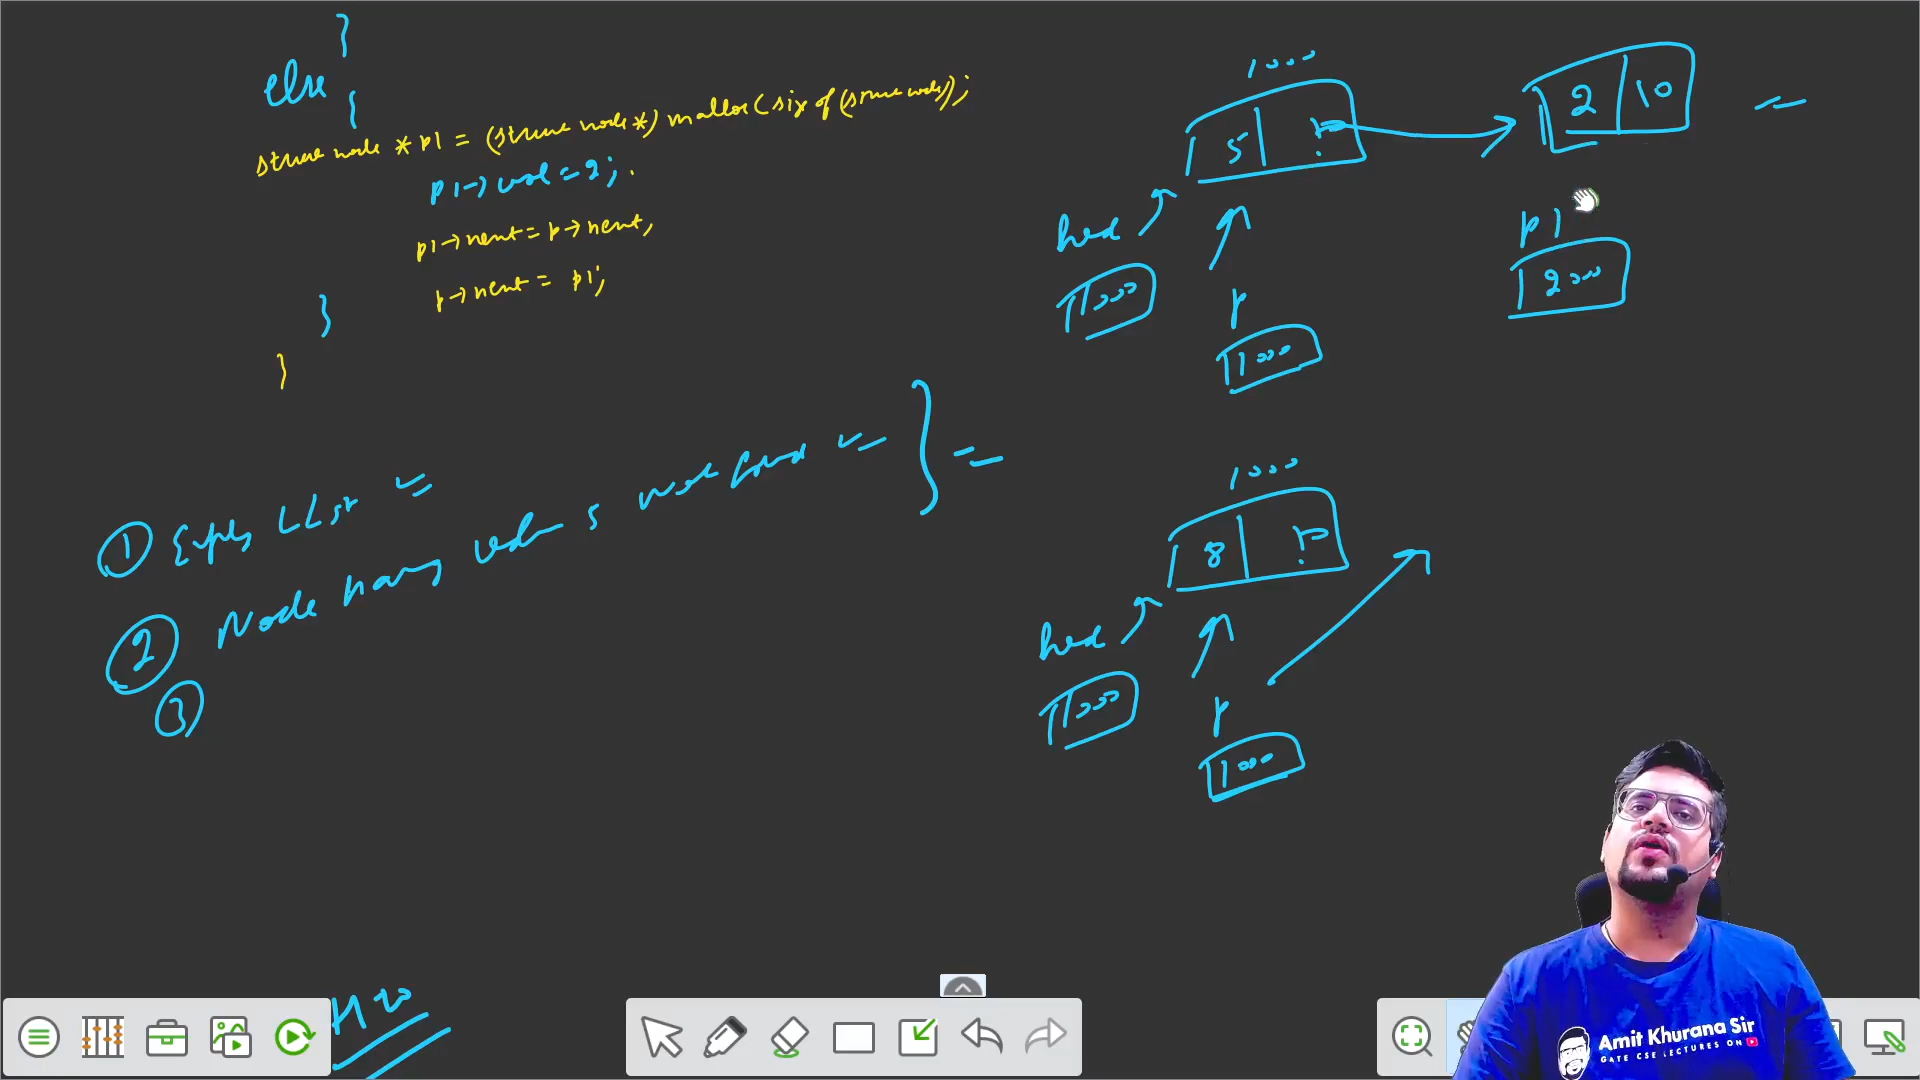 }
else
{
struct node *p1 = (struct node*) malloc(sizeof(struct node));
p1→val = 2;
p1→next = p→next;
p→next = p1;
}
}
① Empty LList
② Node having value 5 not found }
③
1000
5
2 10
head
1000
p
1000
p1
2000
1000
8
head
1000
p
1000
HW
Amit Khurana Sir
GATE CSE LECTURES ON